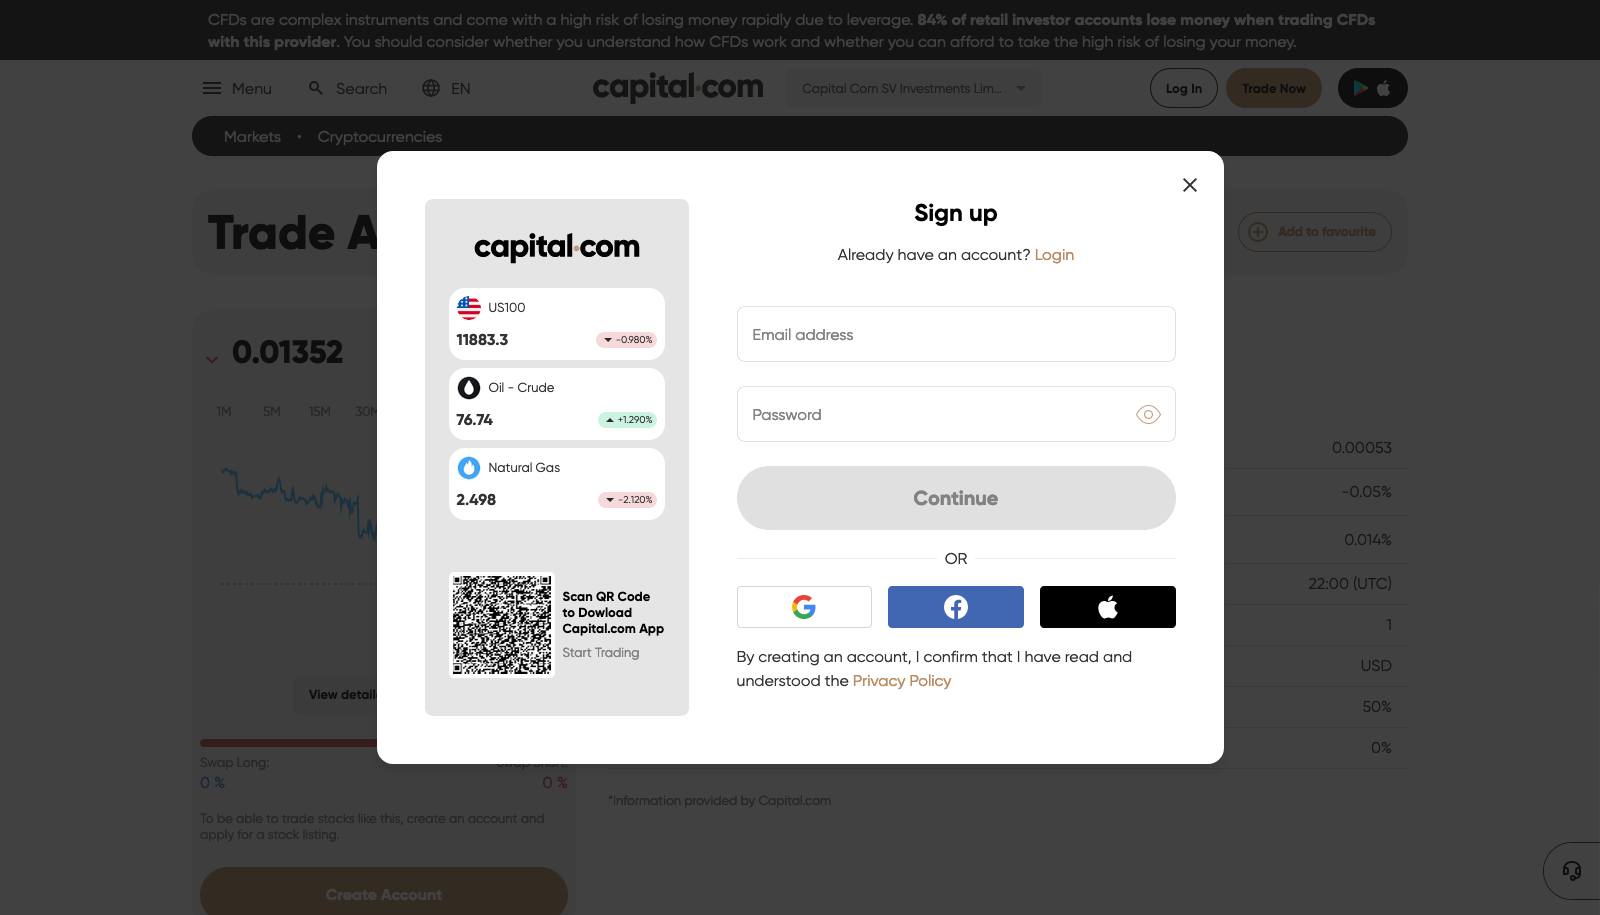 CFDs are complex instruments and come with a high risk of losing money rapidly due to leverage. 84% of retail investor accounts lose money when trading CFDs
with this provider. You should consider whether you understand how CFDs work and whether you can afford to take the high risk of losing your money.
Menu
Search
EN
capital.com
Capital Com SV Investments Lim...
Log In
Trade Now
Markets • Cryptocurrencies
Trade A
Add to favourite
0.01352
1M 5M 15M 30M
View details
Swap Long:
0 %
Swap Short:
0 %
To be able to trade stocks like this, create an account and
apply for a stock listing.
Create Account
0.00053
-0.05%
0.014%
22:00 (UTC)
1
USD
50%
0%
*Information provided by Capital.com
capital.com
US100
11883.3
-0.980%
Oil - Crude
76.74
+1.290%
Natural Gas
2.498
-2.120%
Scan QR Code
to Dowload
Capital.com App
Start Trading
Sign up
Already have an account? Login
Email address
Password
Continue
OR
By creating an account, I confirm that I have read and
understood the Privacy Policy